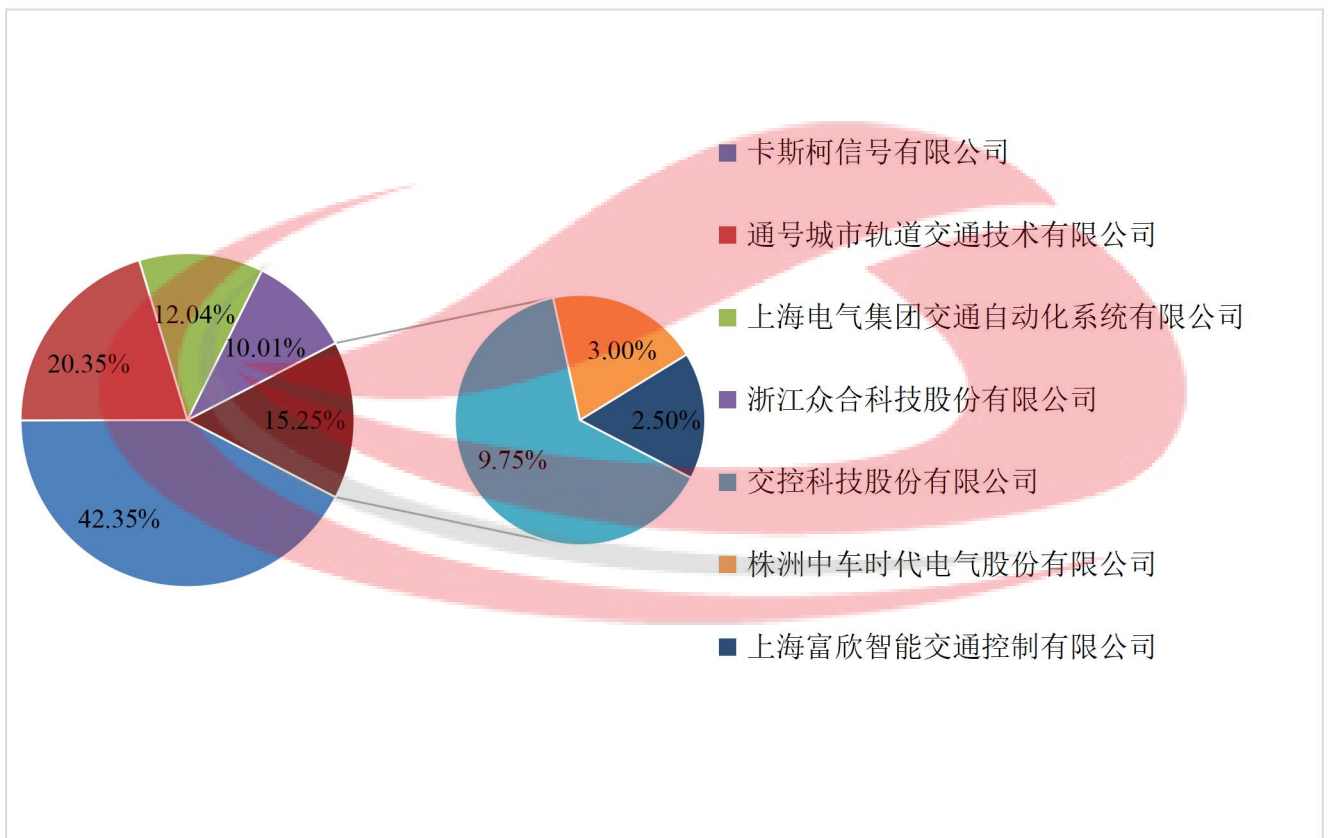 卡斯柯信号有限公司
通号城市轨道交通技术有限公司
上海电气集团交通自动化系统有限公司
浙江众合科技股份有限公司
交控科技股份有限公司
株洲中车时代电气股份有限公司
上海富欣智能交通控制有限公司
12.04%
10.01%
20.35%
15.25%
42.35%
3.00%
2.50%
9.75%